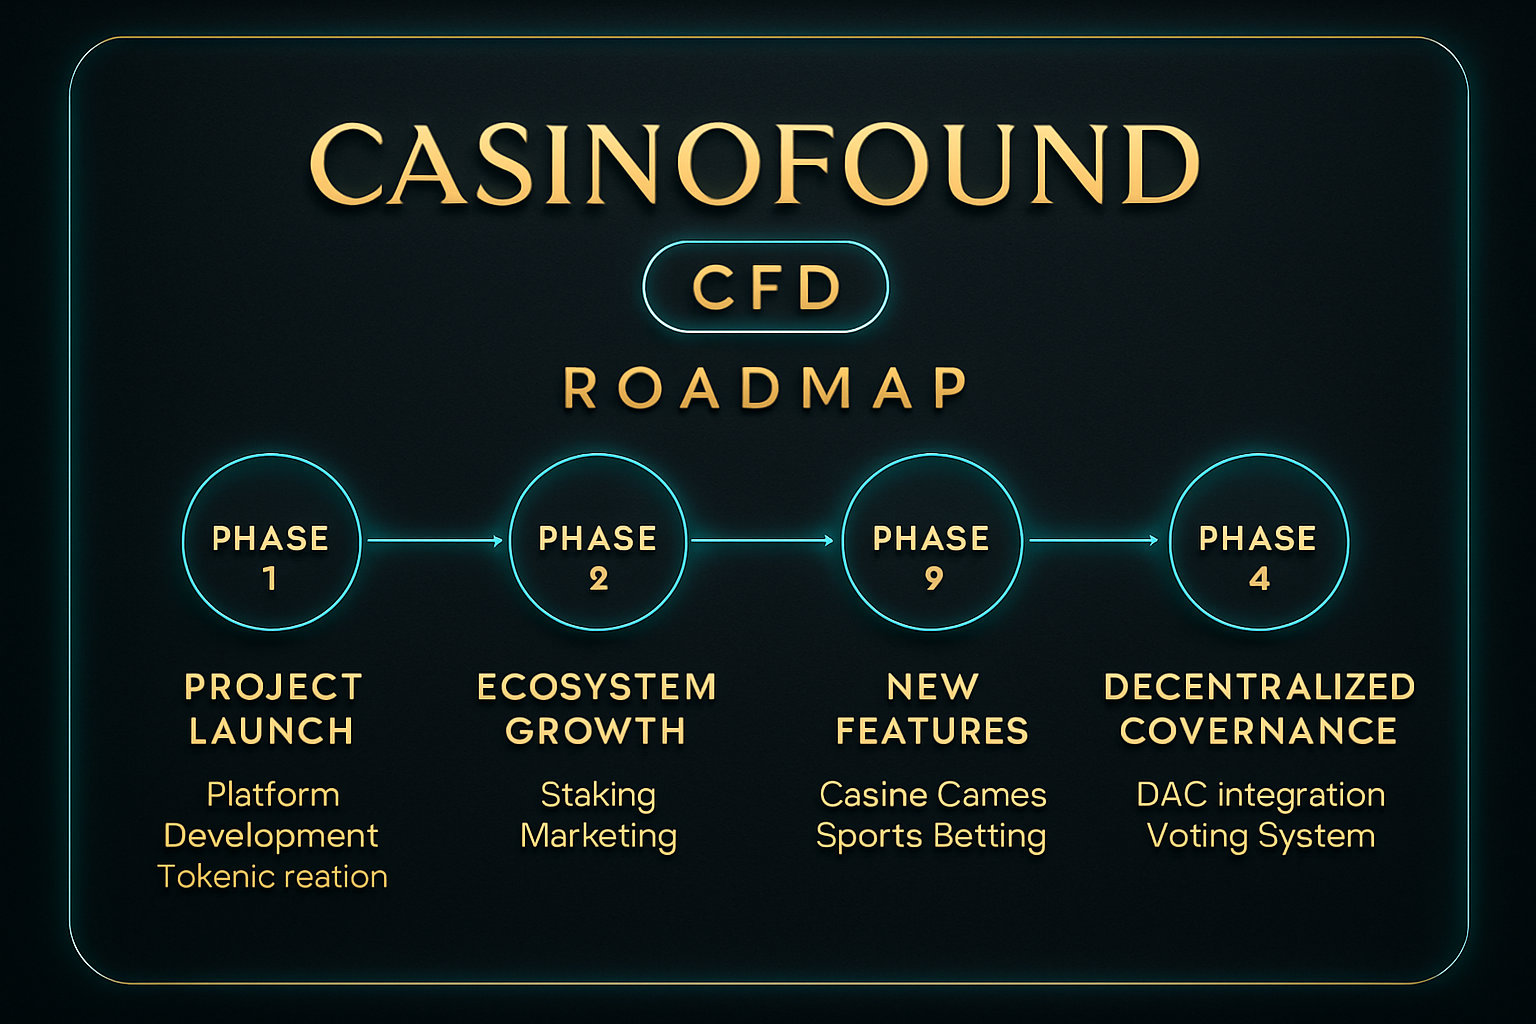 CASINOFOUND
CFD
ROADMAP
PHASE
1
PROJECT
LAUNCH
Platform
Development
Tokenic reation
PHASE
2
ECOSYSTEM
GROWTH
Staking
Marketing
PHASE
9
NEW
FEATURES
Casine Cames
Sports Betting
PHASE
4
DECENTRALIZED
COVERNANCE
DAC integration
Voting System